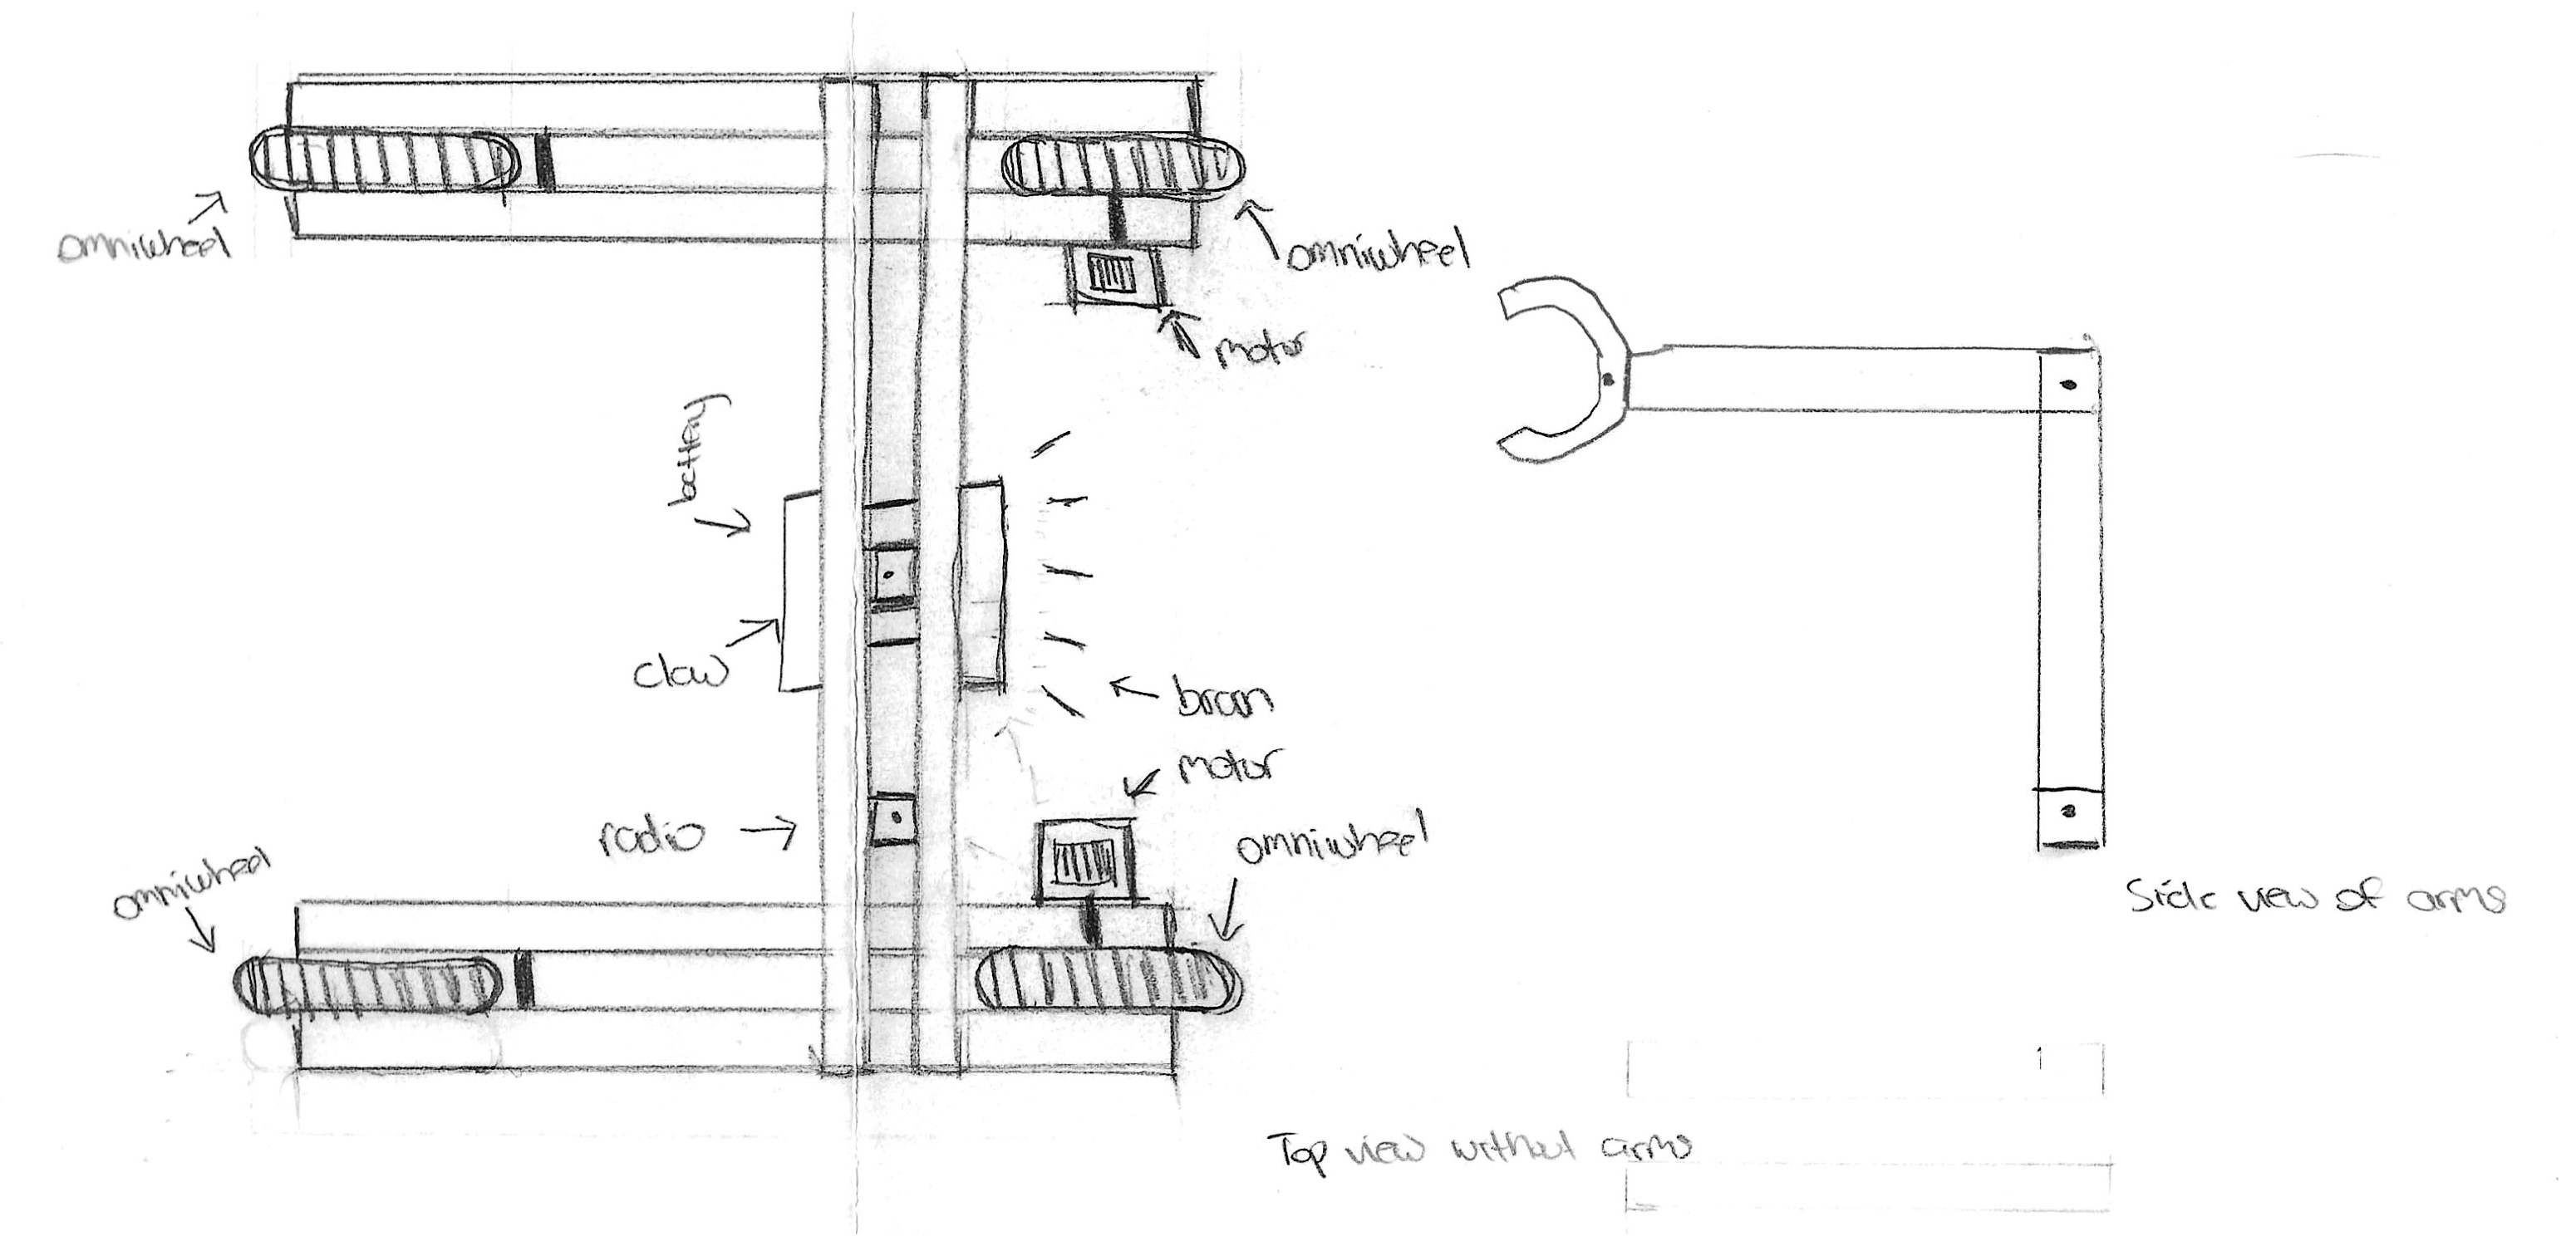 omniwheel
omniwheel
motor
battery
claw
brain
motor
radio
omniwheel
omniwheel
Side view of arms
Top view without arms